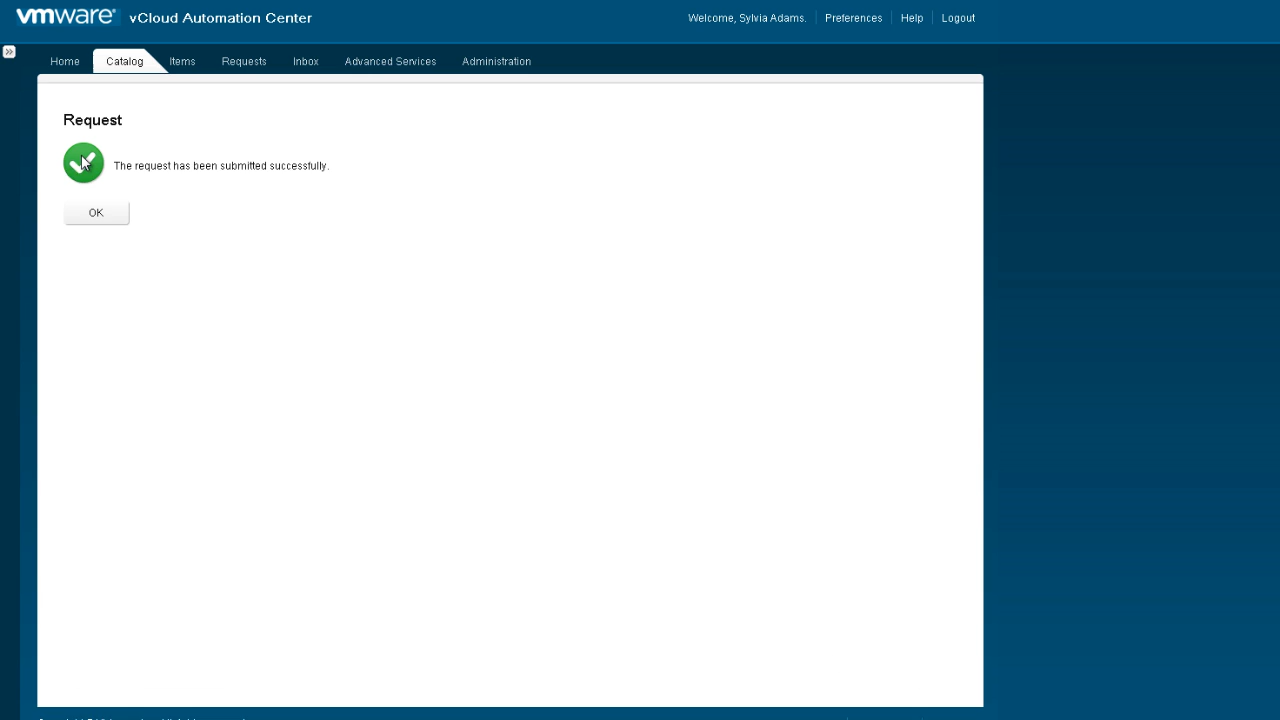 vmware® vCloud Automation Center
Welcome, Sylvia Adams. Preferences Help Logout
Home Catalog Items Requests Inbox Advanced Services Administration
Request
The request has been submitted successfully.
OK